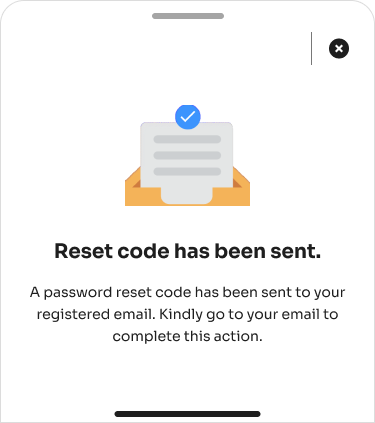 Reset code has been sent.
A password reset code has been sent to your
registered email. Kindly go to your email to
complete this action.